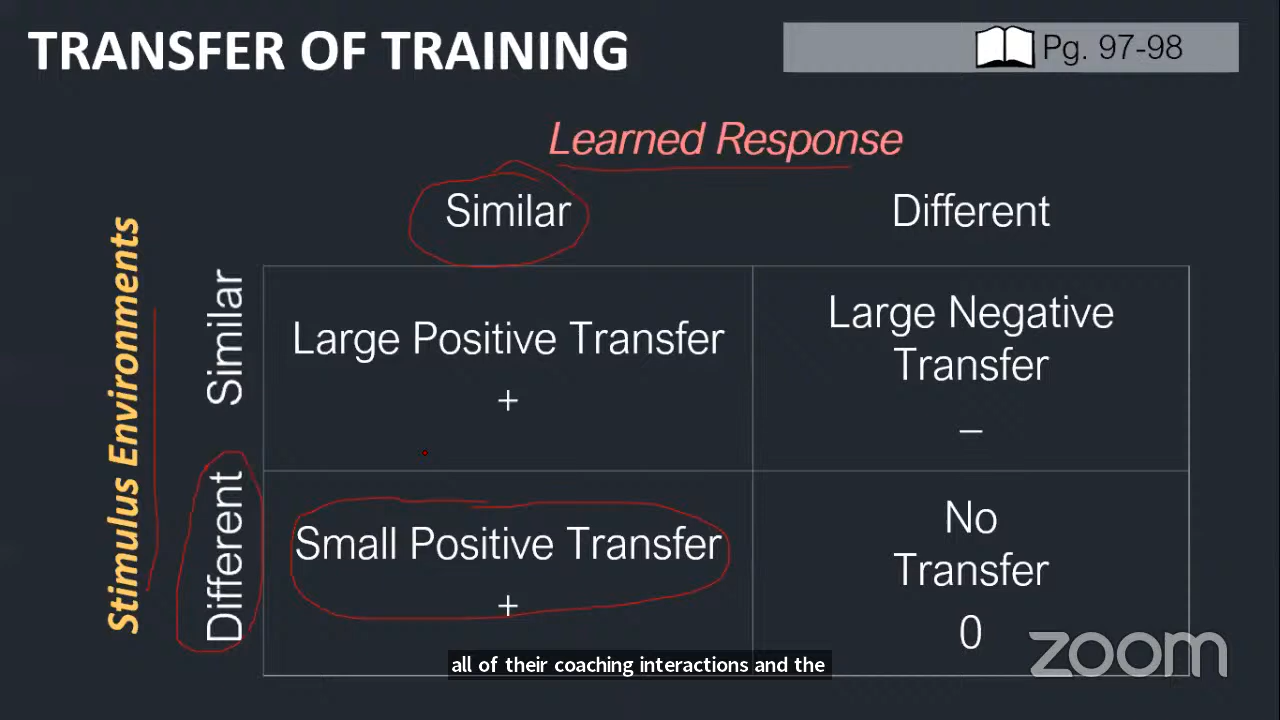 TRANSFER OF TRAINING
Pg. 97-98
Learned Response
Similar
Different
Stimulus Environments
Similar
Large Positive Transfer
+
Large Negative
Transfer
–
Different
Small Positive Transfer
+
No
Transfer
0
zoom
all of their coaching interactions and the